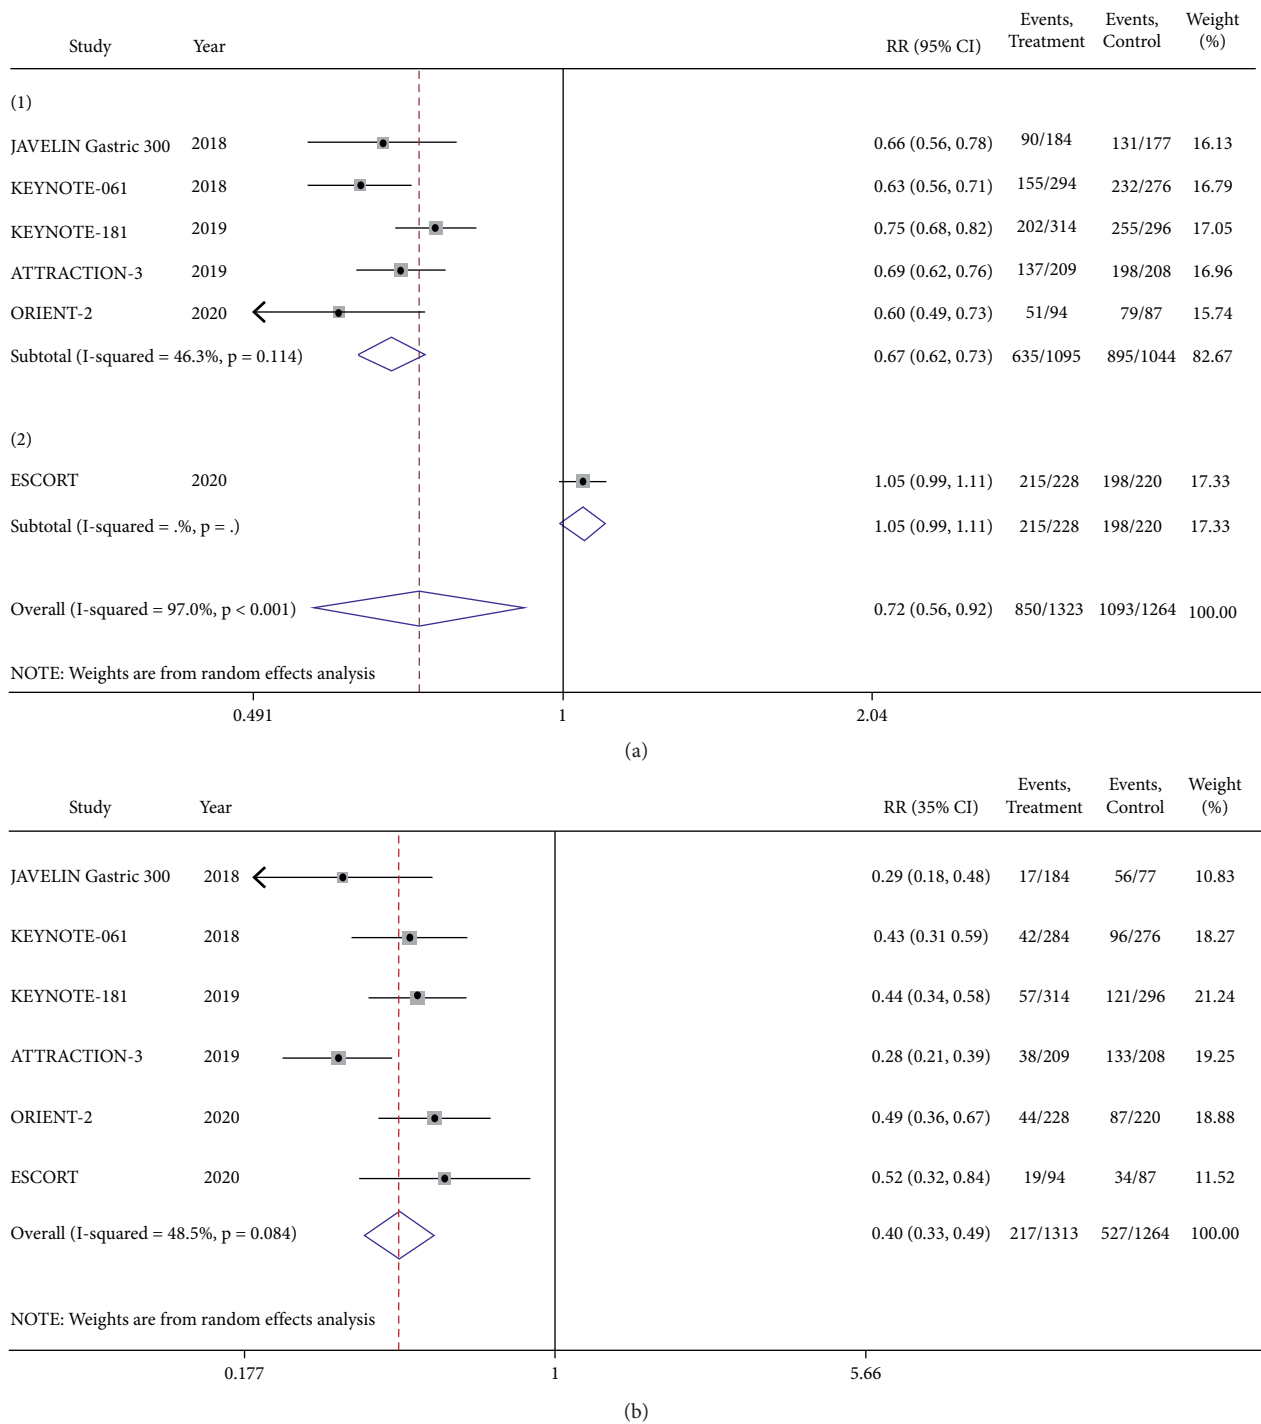 Study Year RR (95% CI) Events, Treatment Events, Control Weight (%)
(1)
JAVELIN Gastric 300 2018 0.66 (0.56, 0.78) 90/184 131/177 16.13
KEYNOTE-061 2018 0.63 (0.56, 0.71) 155/294 232/276 16.79
KEYNOTE-181 2019 0.75 (0.68, 0.82) 202/314 255/296 17.05
ATTRACTION-3 2019 0.69 (0.62, 0.76) 137/209 198/208 16.96
ORIENT-2 2020 0.60 (0.49, 0.73) 51/94 79/87 15.74
Subtotal (I-squared = 46.3%, p = 0.114) 0.67 (0.62, 0.73) 635/1095 895/1044 82.67
(2)
ESCORT 2020 1.05 (0.99, 1.11) 215/228 198/220 17.33
Subtotal (I-squared = .%, p = .) 1.05 (0.99, 1.11) 215/228 198/220 17.33
Overall (I-squared = 97.0%, p < 0.001) 0.72 (0.56, 0.92) 850/1323 1093/1264 100.00
NOTE: Weights are from random effects analysis
0.491 1 2.04
(a)
Study Year RR (35% CI) Events, Treatment Events, Control Weight (%)
JAVELIN Gastric 300 2018 0.29 (0.18, 0.48) 17/184 56/77 10.83
KEYNOTE-061 2018 0.43 (0.31 0.59) 42/284 96/276 18.27
KEYNOTE-181 2019 0.44 (0.34, 0.58) 57/314 121/296 21.24
ATTRACTION-3 2019 0.28 (0.21, 0.39) 38/209 133/208 19.25
ORIENT-2 2020 0.49 (0.36, 0.67) 44/228 87/220 18.88
ESCORT 2020 0.52 (0.32, 0.84) 19/94 34/87 11.52
Overall (I-squared = 48.5%, p = 0.084) 0.40 (0.33, 0.49) 217/1313 527/1264 100.00
NOTE: Weights are from random effects analysis
0.177 1 5.66
(b)